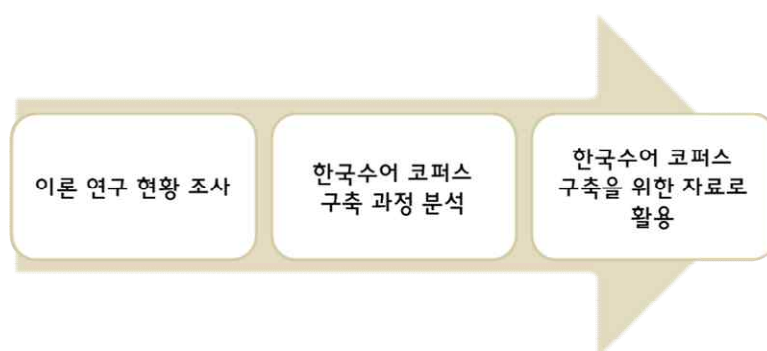 이론 연구 현황 조사
한국수어 코퍼스
구축 과정 분석
한국수어 코퍼스
구축을 위한 자료로
활용